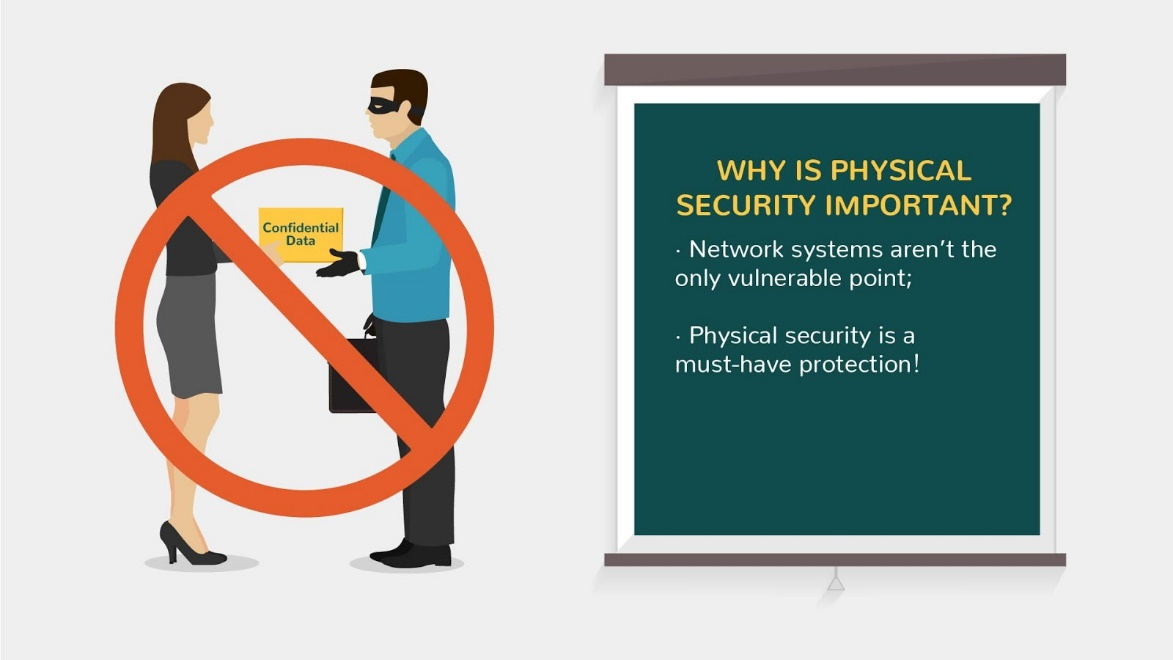 Confidential
Data
WHY IS PHYSICAL
SECURITY IMPORTANT?
· Network systems aren’t the
only vulnerable point;
· Physical security is a
must-have protection!